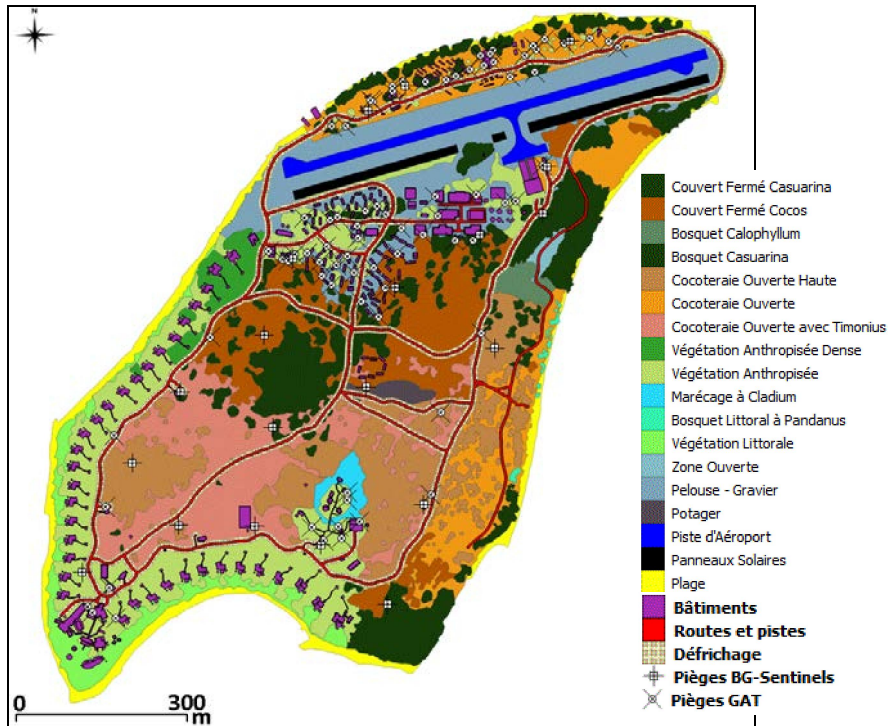 N
Couvert Fermé Casuarina
Couvert Fermé Cocos
Bosquet Calophyllum
Bosquet Casuarina
Cocoteraie Ouverte Haute
Cocoteraie Ouverte
Cocoteraie Ouverte avec Timonius
Végétation Anthropisée Dense
Végétation Anthropisée
Marécage à Cladium
Bosquet Littoral à Pandanus
Végétation Littorale
Zone Ouverte
Pelouse - Gravier
Potager
Piste d'Aéroport
Panneaux Solaires
Plage
Bâtiments
Routes et pistes
Défrichage
Pièges BG-Sentinels
Pièges GAT
0 300
m